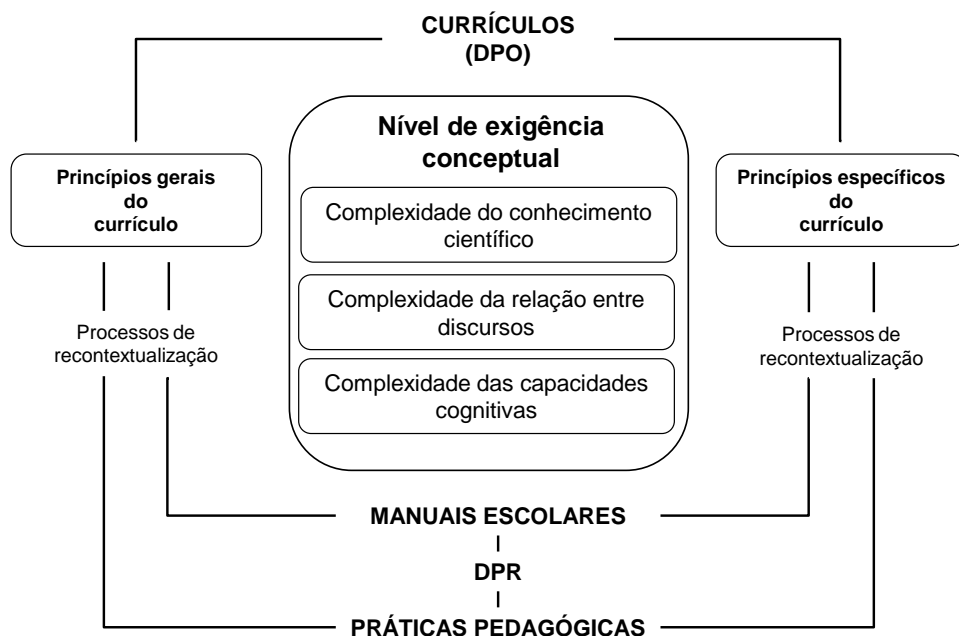 CURRÍCULOS
(DPO)
Nível de exigência
conceptual
Princípios gerais
do
currículo
Complexidade do conhecimento
científico
Complexidade da relação entre
discursos
Complexidade das capacidades
cognitivas
Princípios específicos
do
currículo
Processos de
recontextualização
Processos de
recontextualização
MANUAIS ESCOLARES
DPR
PRÁTICAS PEDAGÓGICAS